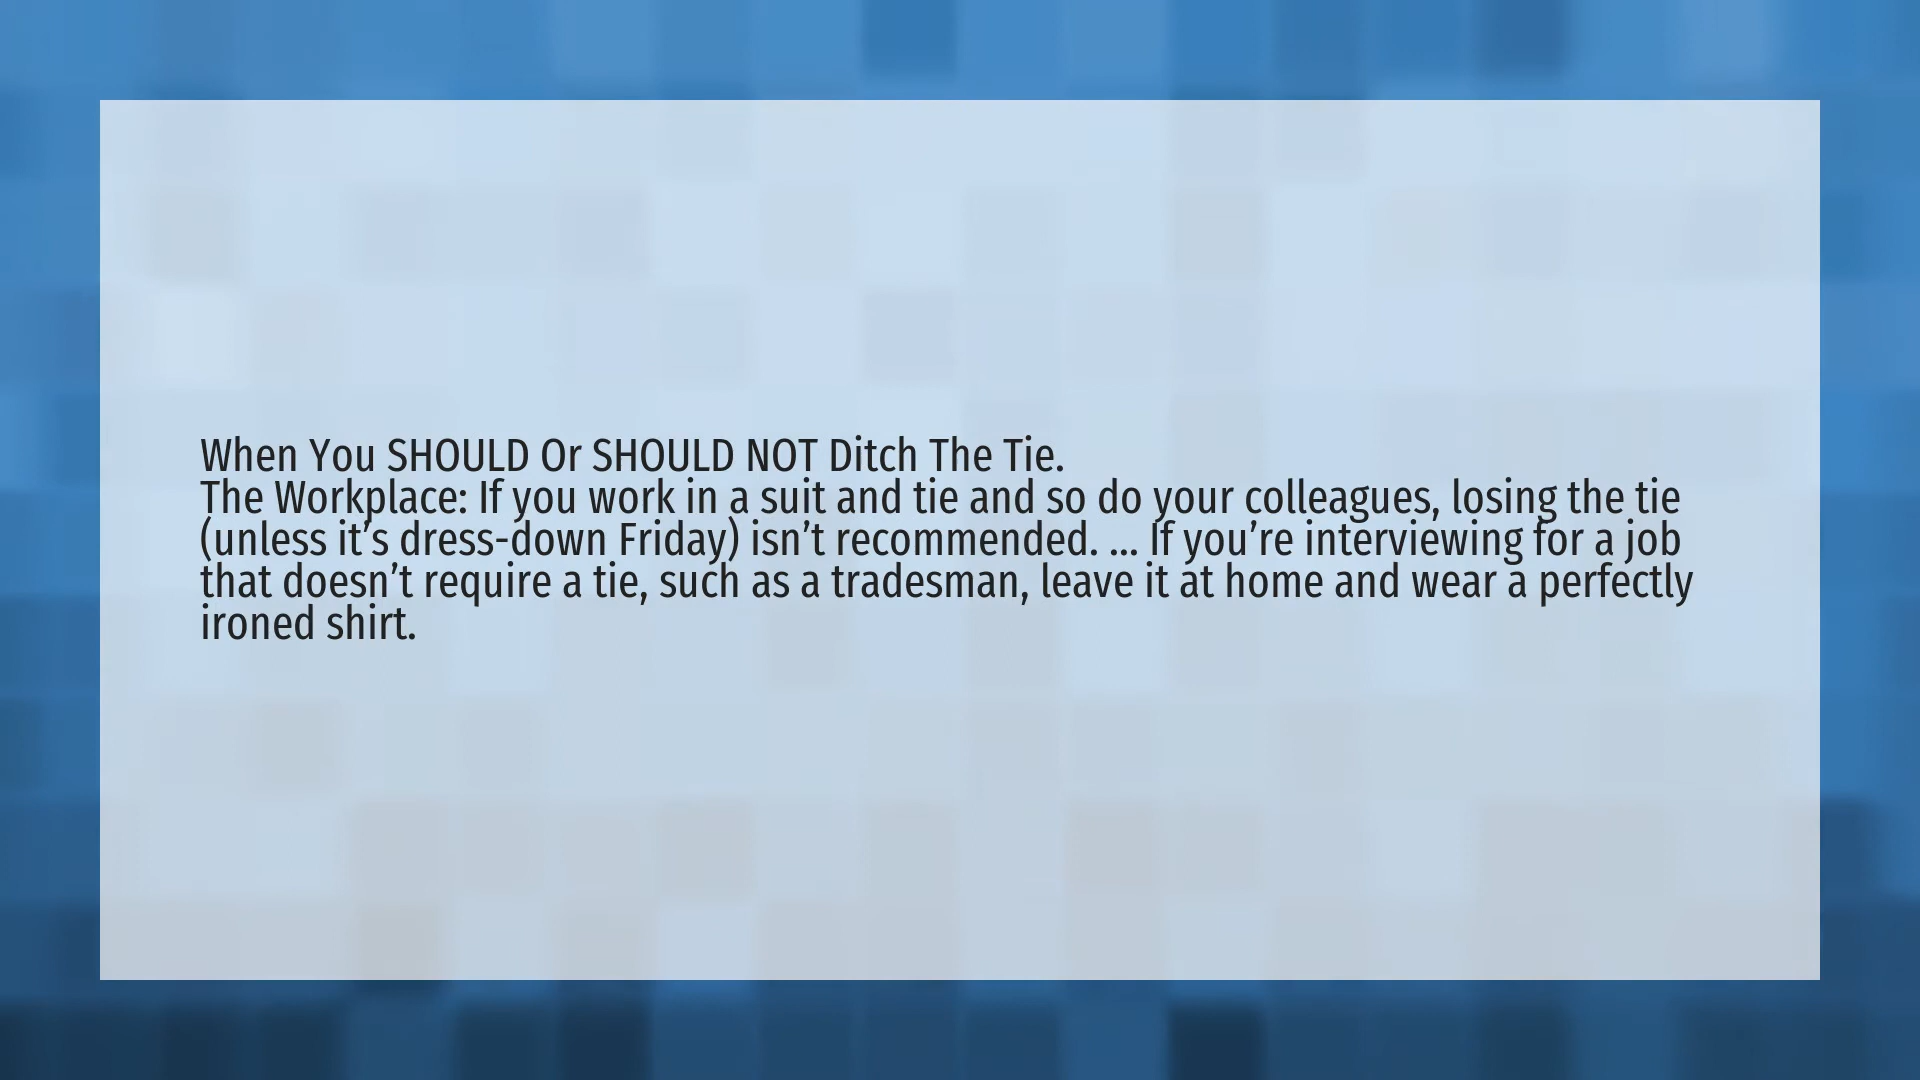 When You SHOULD Or SHOULD NOT Ditch The Tie.
The Workplace: If you work in a suit and tie and so do your colleagues, losing the tie
(unless it’s dress-down Friday) isn’t recommended. ... If you’re interviewing for a job
that doesn’t require a tie, such as a tradesman, leave it at home and wear a perfectly
ironed shirt.